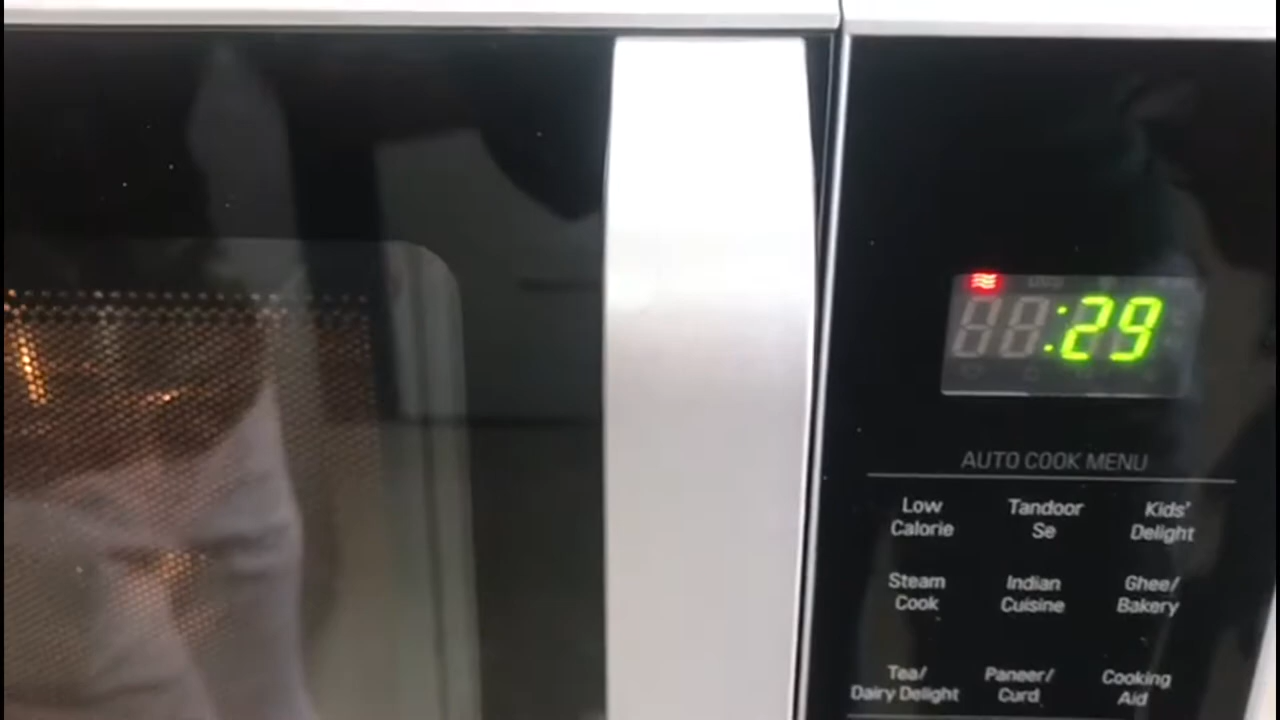 :29
AUTO COOK MENU
Low Calorie
Tandoor Se
Kids' Delight
Steam Cook
Indian Cuisine
Ghee/ Bakery
Tea/ Dairy Delight
Paneer/ Curd
Cooking Aid